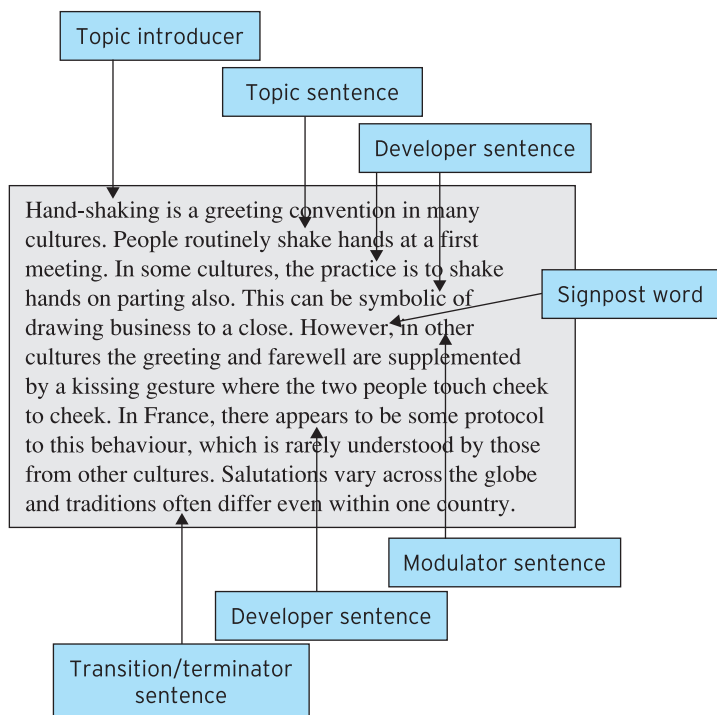 Topic introducer
Topic sentence
Developer sentence
Hand-shaking is a greeting convention in many
cultures. People routinely shake hands at a first
meeting. In some cultures, the practice is to shake
hands on parting also. This can be symbolic of
drawing business to a close. However, in other
cultures the greeting and farewell are supplemented
by a kissing gesture where the two people touch cheek
to cheek. In France, there appears to be some protocol
to this behaviour, which is rarely understood by those
from other cultures. Salutations vary across the globe
and traditions often differ even within one country.
Signpost word
Modulator sentence
Developer sentence
Transition/terminator
sentence